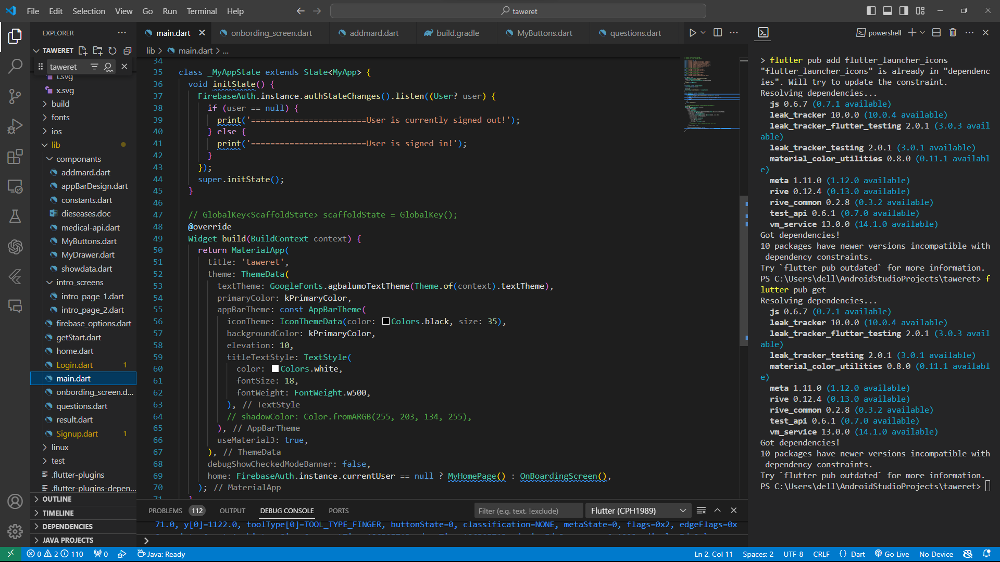 File Edit Selection View Go Run Terminal Help
taweret
EXPLORER
TAWERET
taweret
t.svg
x.svg
build
fonts
ios
lib
componants
addmard.dart
appBarDesign.dart
constants.dart
dieseases.doc
medical-api.dart
MyButtons.dart
MyDrawer.dart
showdata.dart
intro_screens
intro_page_1.dart
intro_page_2.dart
firebase_options.dart
getStart.dart
home.dart
Login.dart 1
main.dart
onbording_screen.d...
questions.dart
result.dart
Signup.dart 1
linux
test
.flutter-plugins
.flutter-plugins-depen...
OUTLINE
TIMELINE
DEPENDENCIES
JAVA PROJECTS
main.dart onbording_screen.dart addmard.dart build.gradle MyButtons.dart questions.dart
lib > main.dart > ...
34
35 class _MyAppState extends State<MyApp> {
36 void initState() {
37 FirebaseAuth.instance.authStateChanges().listen((User? user) {
38 if (user == null) {
39 print('========================User is currently signed out!');
40 } else {
41 print('========================User is signed in!');
42 }
43 });
44 super.initState();
45 }
46
47 // GlobalKey<ScaffoldState> scaffoldState = GlobalKey();
48 @override
49 Widget build(BuildContext context) {
50 return MaterialApp(
51 title: 'taweret',
52 theme: ThemeData(
53 textTheme: GoogleFonts.agbalumoTextTheme(Theme.of(context).textTheme),
54 primaryColor: kPrimaryColor,
55 appBarTheme: const AppBarTheme(
56 iconTheme: IconThemeData(color: Colors.black, size: 35),
57 backgroundColor: kPrimaryColor,
58 elevation: 10,
59 titleTextStyle: TextStyle(
60 color: Colors.white,
61 fontSize: 18,
62 fontWeight: FontWeight.w500,
63 ), // TextStyle
64 // shadowColor: Color.fromARGB(255, 203, 134, 255),
65 ), // AppBarTheme
66 useMaterial3: true,
67 ), // ThemeData
68 debugShowCheckedModeBanner: false,
69 home: FirebaseAuth.instance.currentUser == null ? MyHomePage() : OnBoardingScreen(),
70 ); // MaterialApp
71 }
PROBLEMS 112 OUTPUT DEBUG CONSOLE PORTS
Filter (e.g. text, !exclude) Flutter (CPH1989)
71.0, y[0]=1122.0, toolType[0]=TOOL_TYPE_FINGER, buttonState=0, classification=NONE, metaState=0, flags=0x2, edgeFlags=0x
>
powershell
> flutter pub add flutter_launcher_icons
"flutter_launcher_icons" is already in "dependenc
ies". Will try to update the constraint.
Resolving dependencies...
js 0.6.7 (0.7.1 available)
leak_tracker 10.0.0 (10.0.4 available)
leak_tracker_flutter_testing 2.0.1 (3.0.3 avail
able)
leak_tracker_testing 2.0.1 (3.0.1 available)
material_color_utilities 0.8.0 (0.11.1 availabl
e)
meta 1.11.0 (1.12.0 available)
rive 0.12.4 (0.13.0 available)
rive_common 0.2.8 (0.3.2 available)
test_api 0.6.1 (0.7.0 available)
vm_service 13.0.0 (14.1.0 available)
Got dependencies!
10 packages have newer versions incompatible with
dependency constraints.
Try `flutter pub outdated` for more information.
PS C:\Users\dell\AndroidStudioProjects\taweret> f
lutter pub get
Resolving dependencies...
js 0.6.7 (0.7.1 available)
leak_tracker 10.0.0 (10.0.4 available)
leak_tracker_flutter_testing 2.0.1 (3.0.3 avail
able)
leak_tracker_testing 2.0.1 (3.0.1 available)
material_color_utilities 0.8.0 (0.11.1 availabl
e)
meta 1.11.0 (1.12.0 available)
rive 0.12.4 (0.13.0 available)
rive_common 0.2.8 (0.3.2 available)
test_api 0.6.1 (0.7.0 available)
vm_service 13.0.0 (14.1.0 available)
Got dependencies!
10 packages have newer versions incompatible with
dependency constraints.
Try `flutter pub outdated` for more information.
PS C:\Users\dell\AndroidStudioProjects\taweret>
0 2 110 0 Java: Ready Ln 2, Col 11 Spaces: 2 UTF-8 CRLF {} Dart Go Live No Device